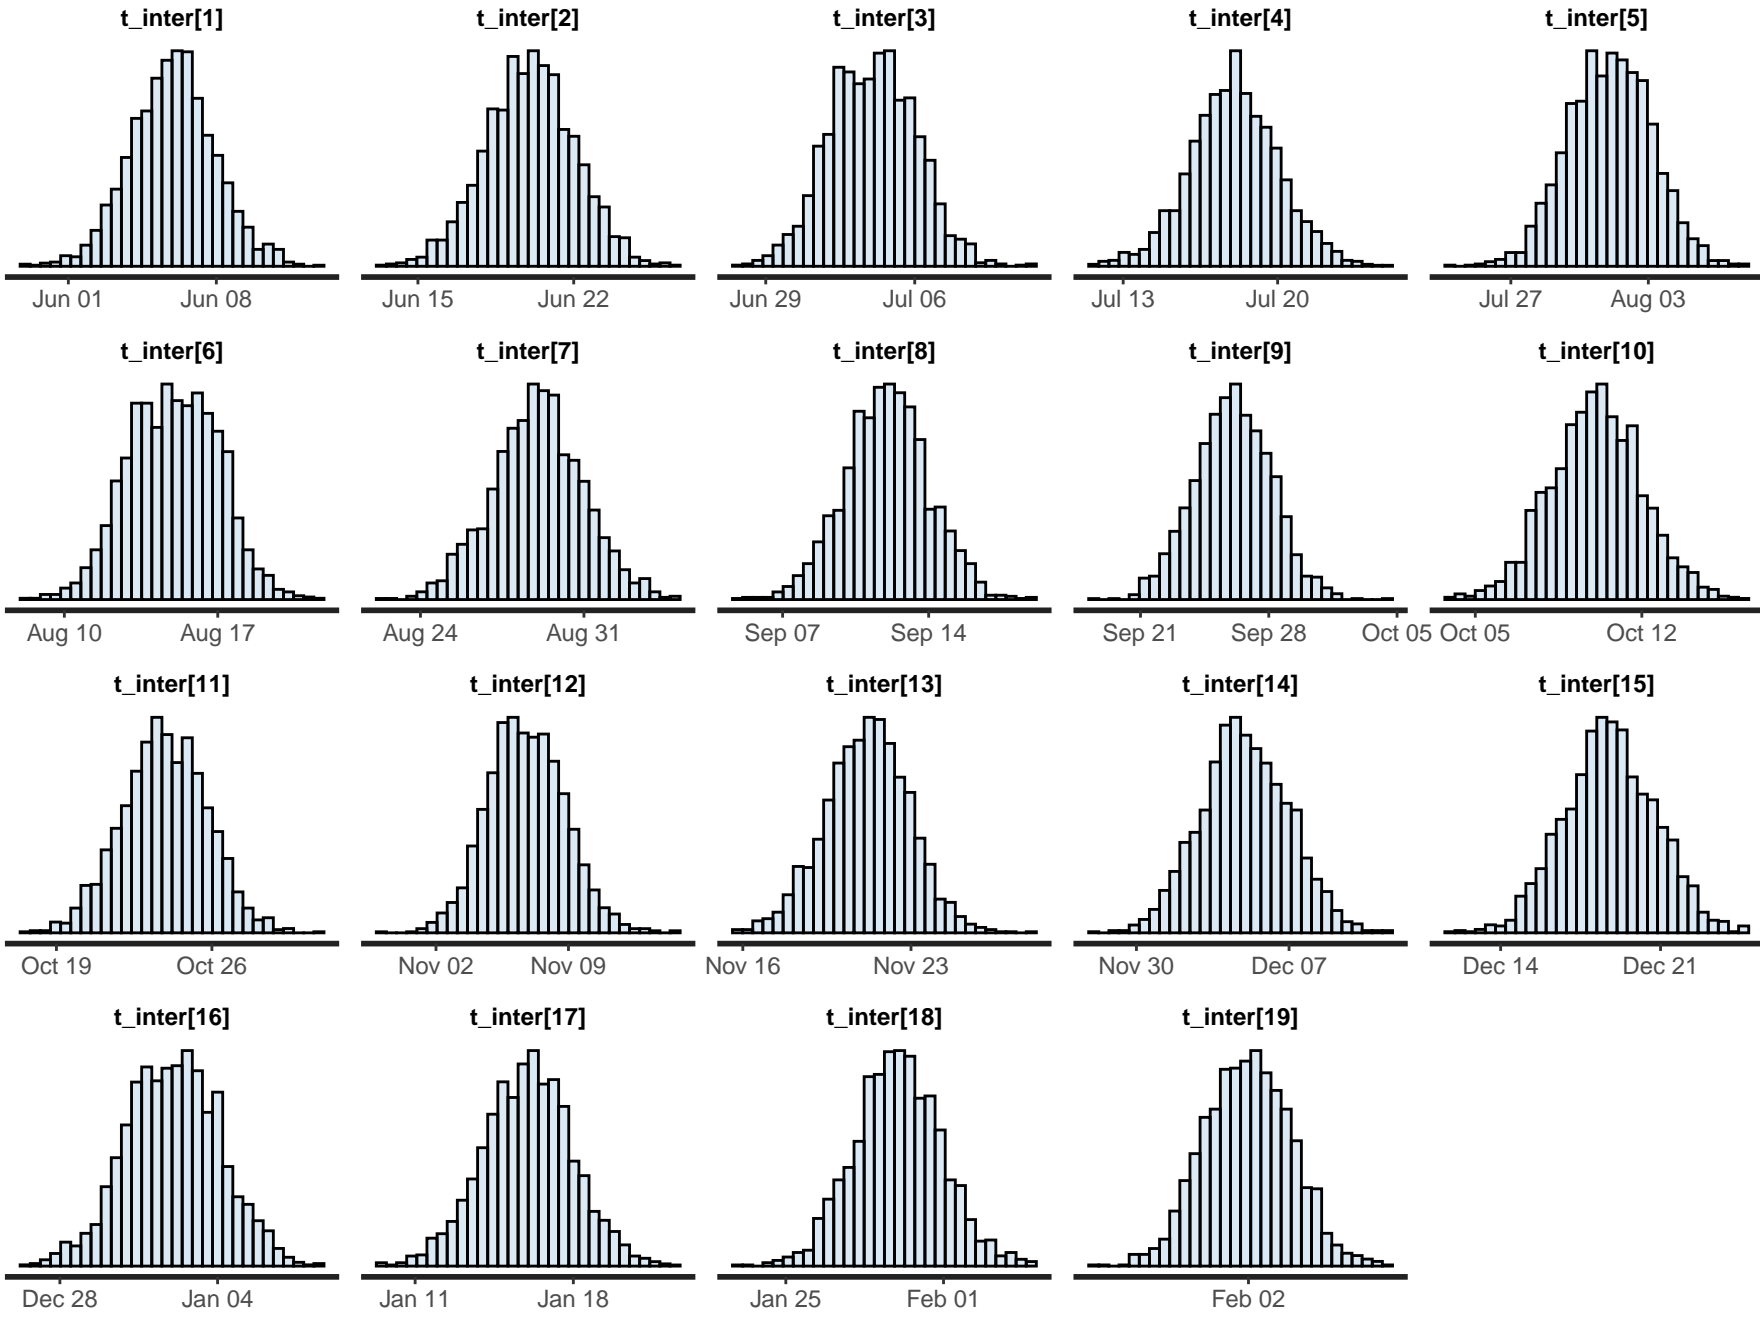 t_inter[1] t_inter[2] t_inter[3] t_inter[4] t_inter[5]
Jun 01 Jun 08 Jun 15 Jun 22 Jun 29 Jul 06 Jul 13 Jul 20 Jul 27 Aug 03
t_inter[6] t_inter[7] t_inter[8] t_inter[9] t_inter[10]
Aug 10 Aug 17 Aug 24 Aug 31 Sep 07 Sep 14 Sep 21 Sep 28 Oct 05 Oct 05 Oct 12
t_inter[11] t_inter[12] t_inter[13] t_inter[14] t_inter[15]
Oct 19 Oct 26 Nov 02 Nov 09 Nov 16 Nov 23 Nov 30 Dec 07 Dec 14 Dec 21
t_inter[16] t_inter[17] t_inter[18] t_inter[19]
Dec 28 Jan 04 Jan 11 Jan 18 Jan 25 Feb 01 Feb 02